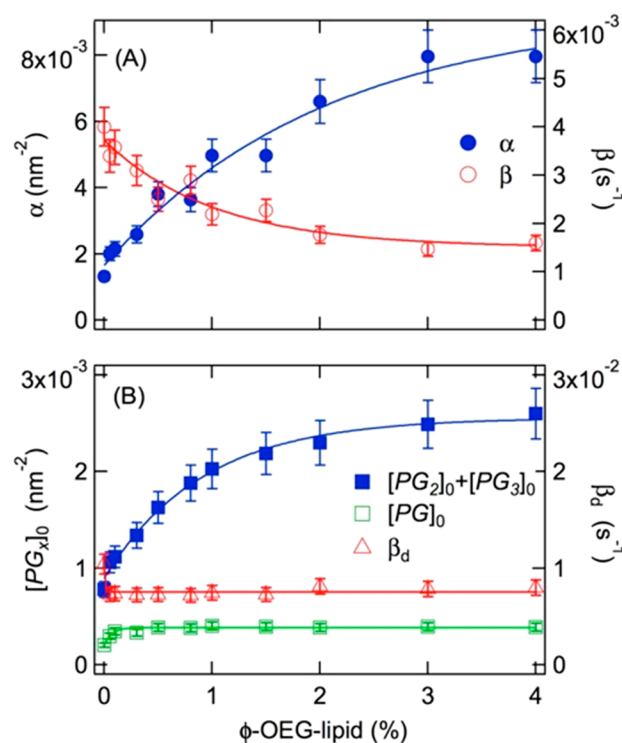 (A)
8x10⁻³
6
4
2
0
α (nm⁻²)
6x10⁻³
5
4
3
2
1
0
β (s⁻¹)
α
β
(B)
3x10⁻³
2
1
0
[PGₓ]₀ (nm⁻²)
3x10⁻²
2
1
0
β_d (s⁻¹)
[PG₂]₀+[PG₃]₀
[PG]₀
β_d
0 1 2 3 4
ϕ-OEG-lipid (%)